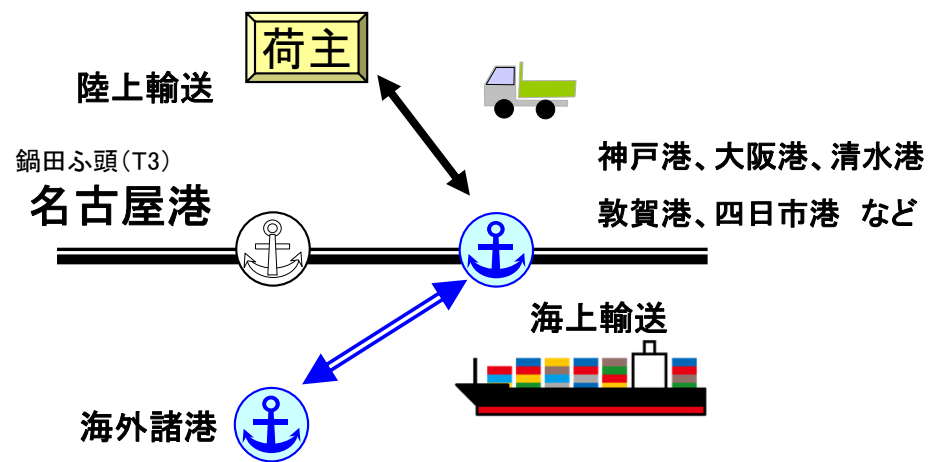 荷主
陸上輸送
鍋田ふ頭(T3)
名古屋港
神戸港、大阪港、清水港
敦賀港、四日市港 など
海上輸送
海外諸港